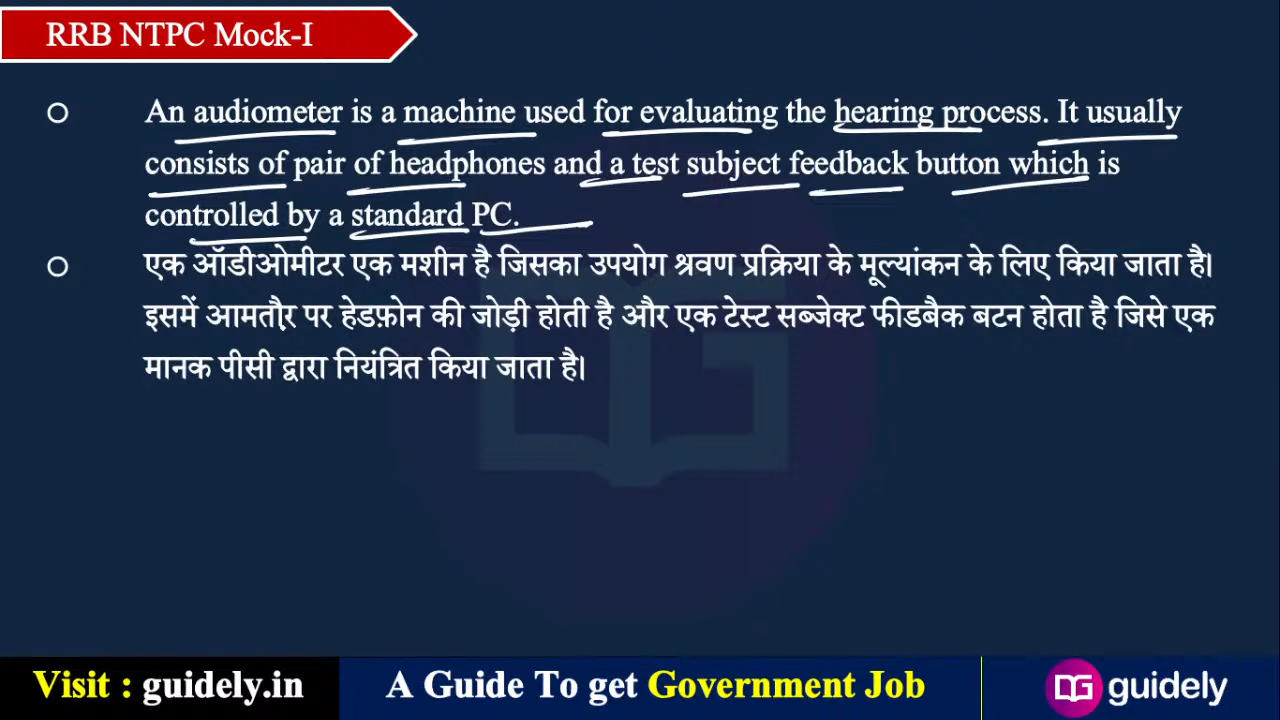 RRB NTPC Mock-I
An audiometer is a machine used for evaluating the hearing process. It usually
consists of pair of headphones and a test subject feedback button which is
controlled by a standard PC.
एक ऑडीओमीटर एक मशीन है जिसका उपयोग श्रवण प्रक्रिया के मूल्यांकन के लिए किया जाता है।
इसमें आमतौर पर हेडफ़ोन की जोड़ी होती है और एक टेस्ट सब्जेक्ट फीडबैक बटन होता है जिसे एक
मानक पीसी द्वारा नियंत्रित किया जाता है।
Visit : guidely.in
A Guide To get Government Job
guidely